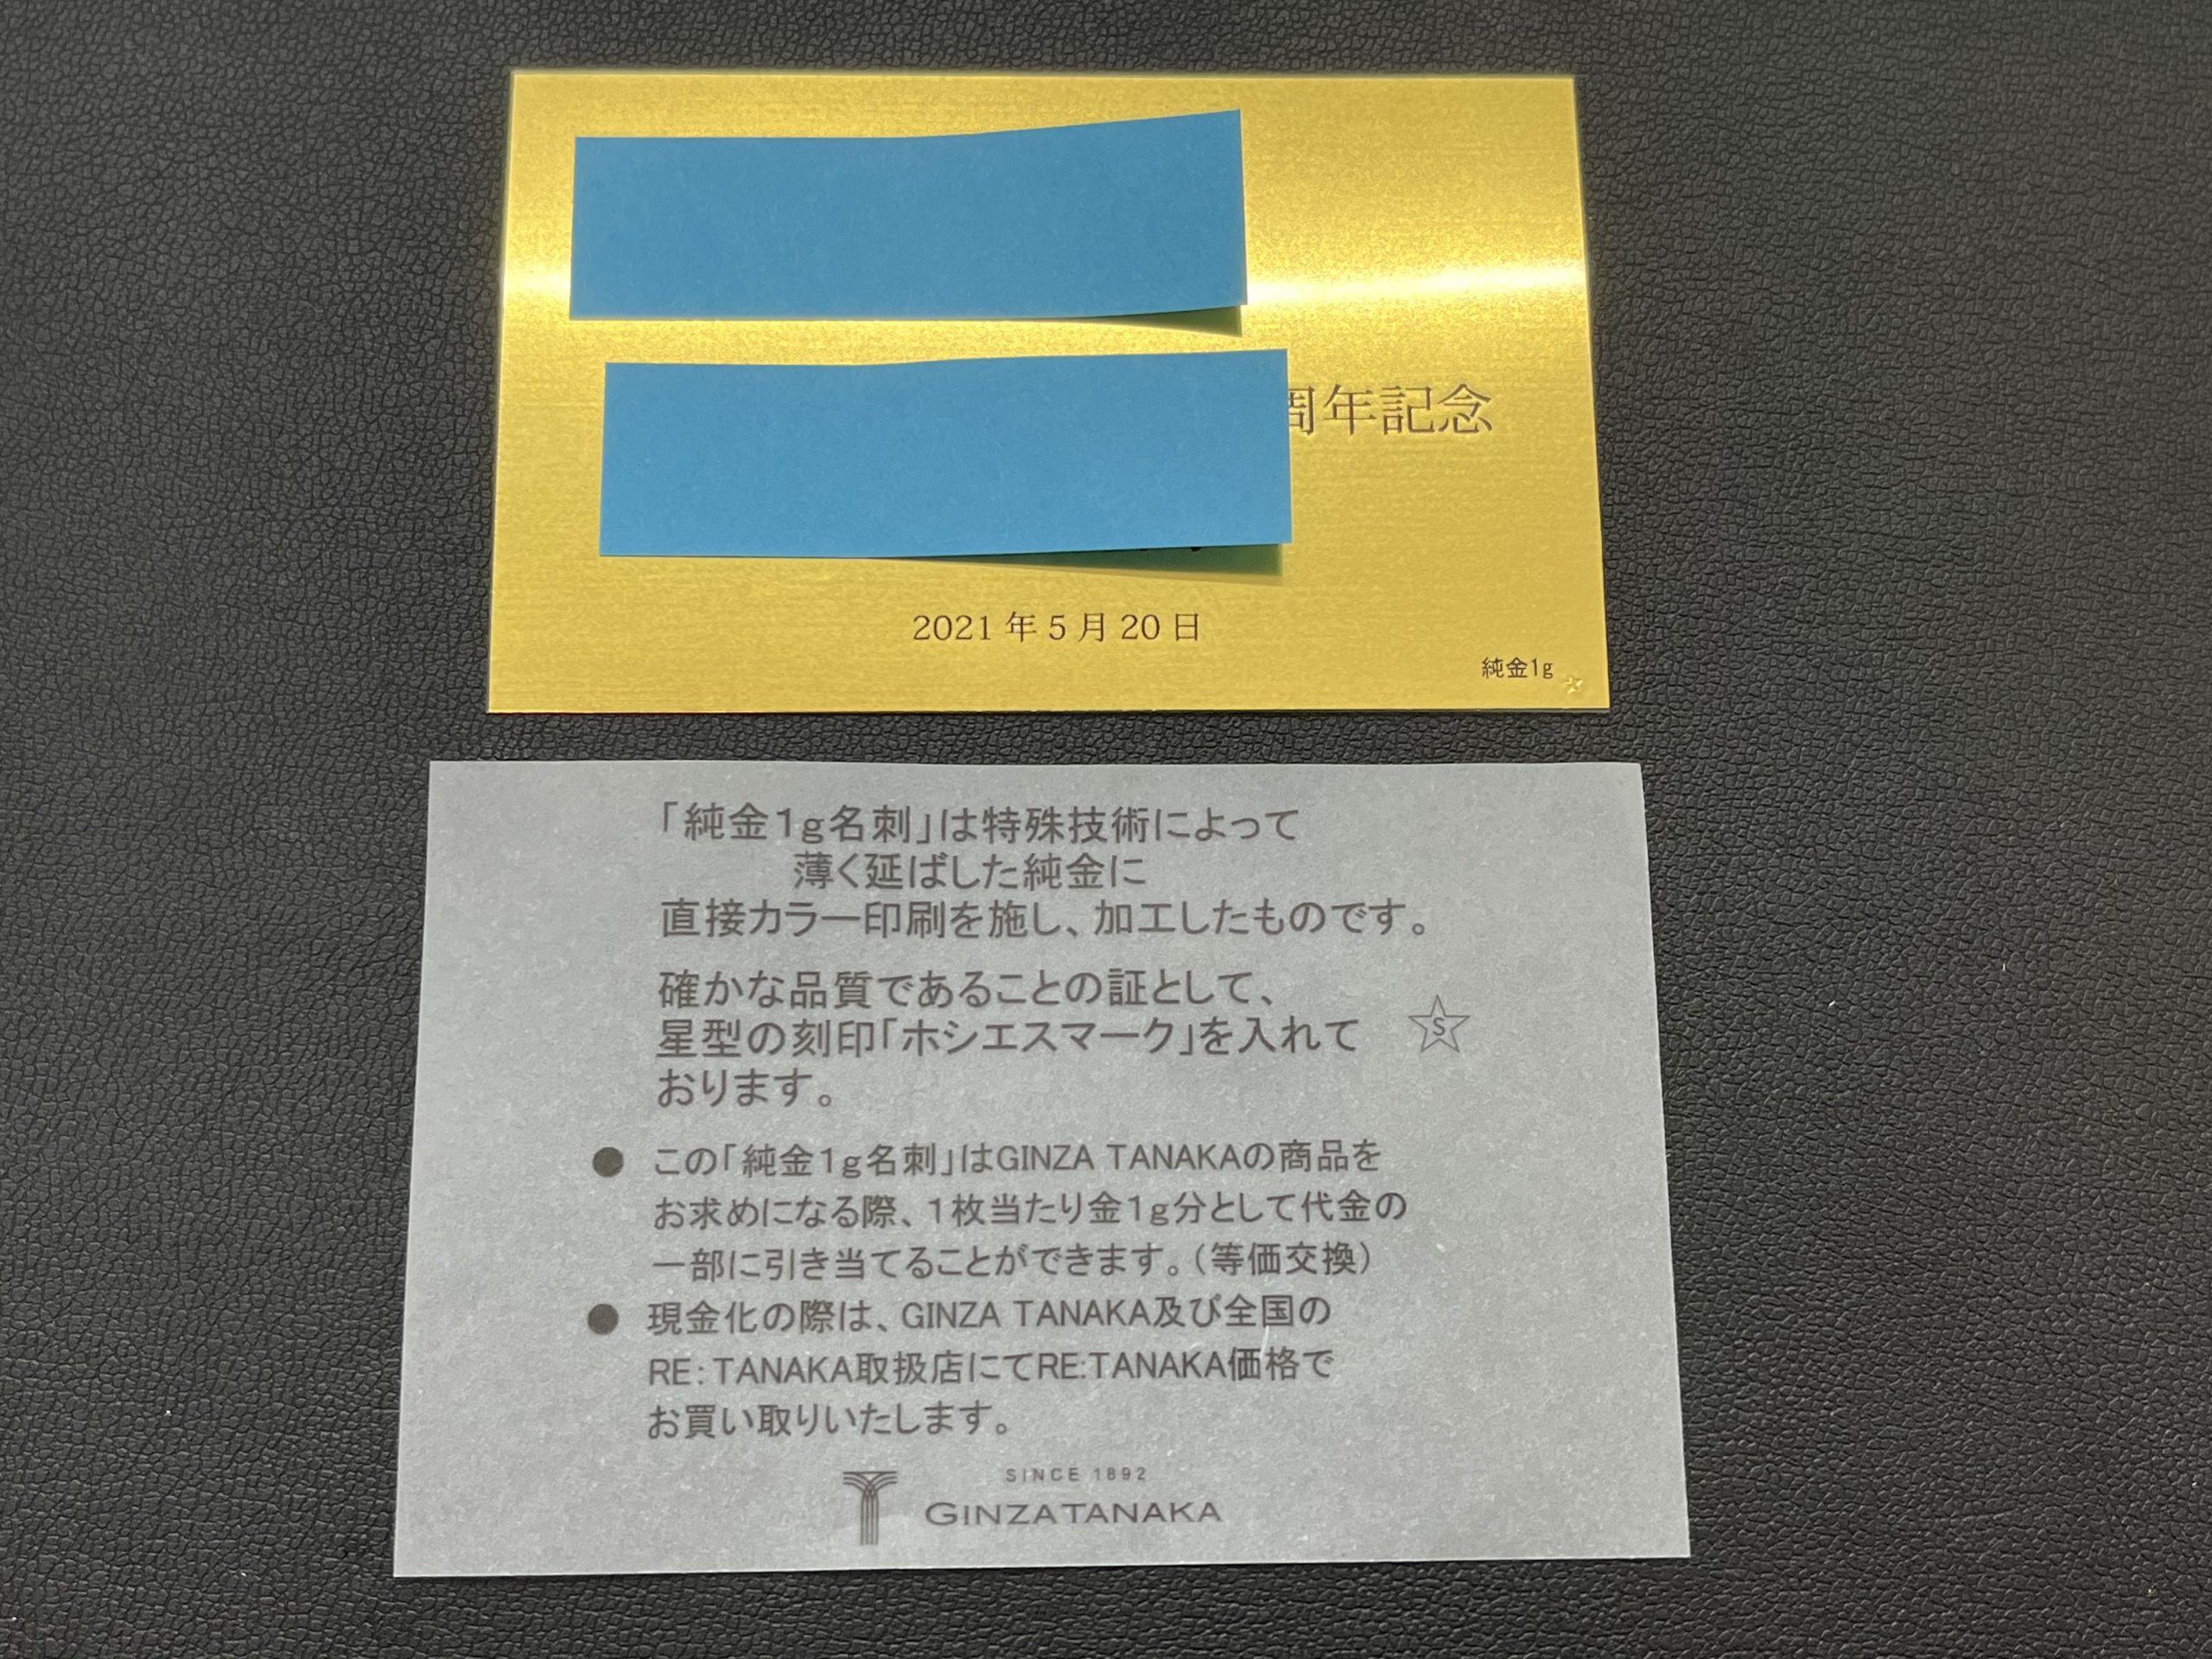 周年記念
2021年5月20日
純金1g
「純金1g名刺」は特殊技術によって
薄く延ばした純金に
直接カラー印刷を施し、加工したものです。
確かな品質であることの証として、
星型の刻印「ホシエスマーク」を入れて
S
おります。
● この「純金1g名刺」はGINZA TANAKAの商品を
お求めになる際、1枚当たり金1g分として代金の
一部に引き当てることができます。(等価交換)
● 現金化の際は、GINZA TANAKA及び全国の
RE:TANAKA取扱店にてRE:TANAKA価格で
お買い取りいたします。
SINCE 1892
GINZATANAKA